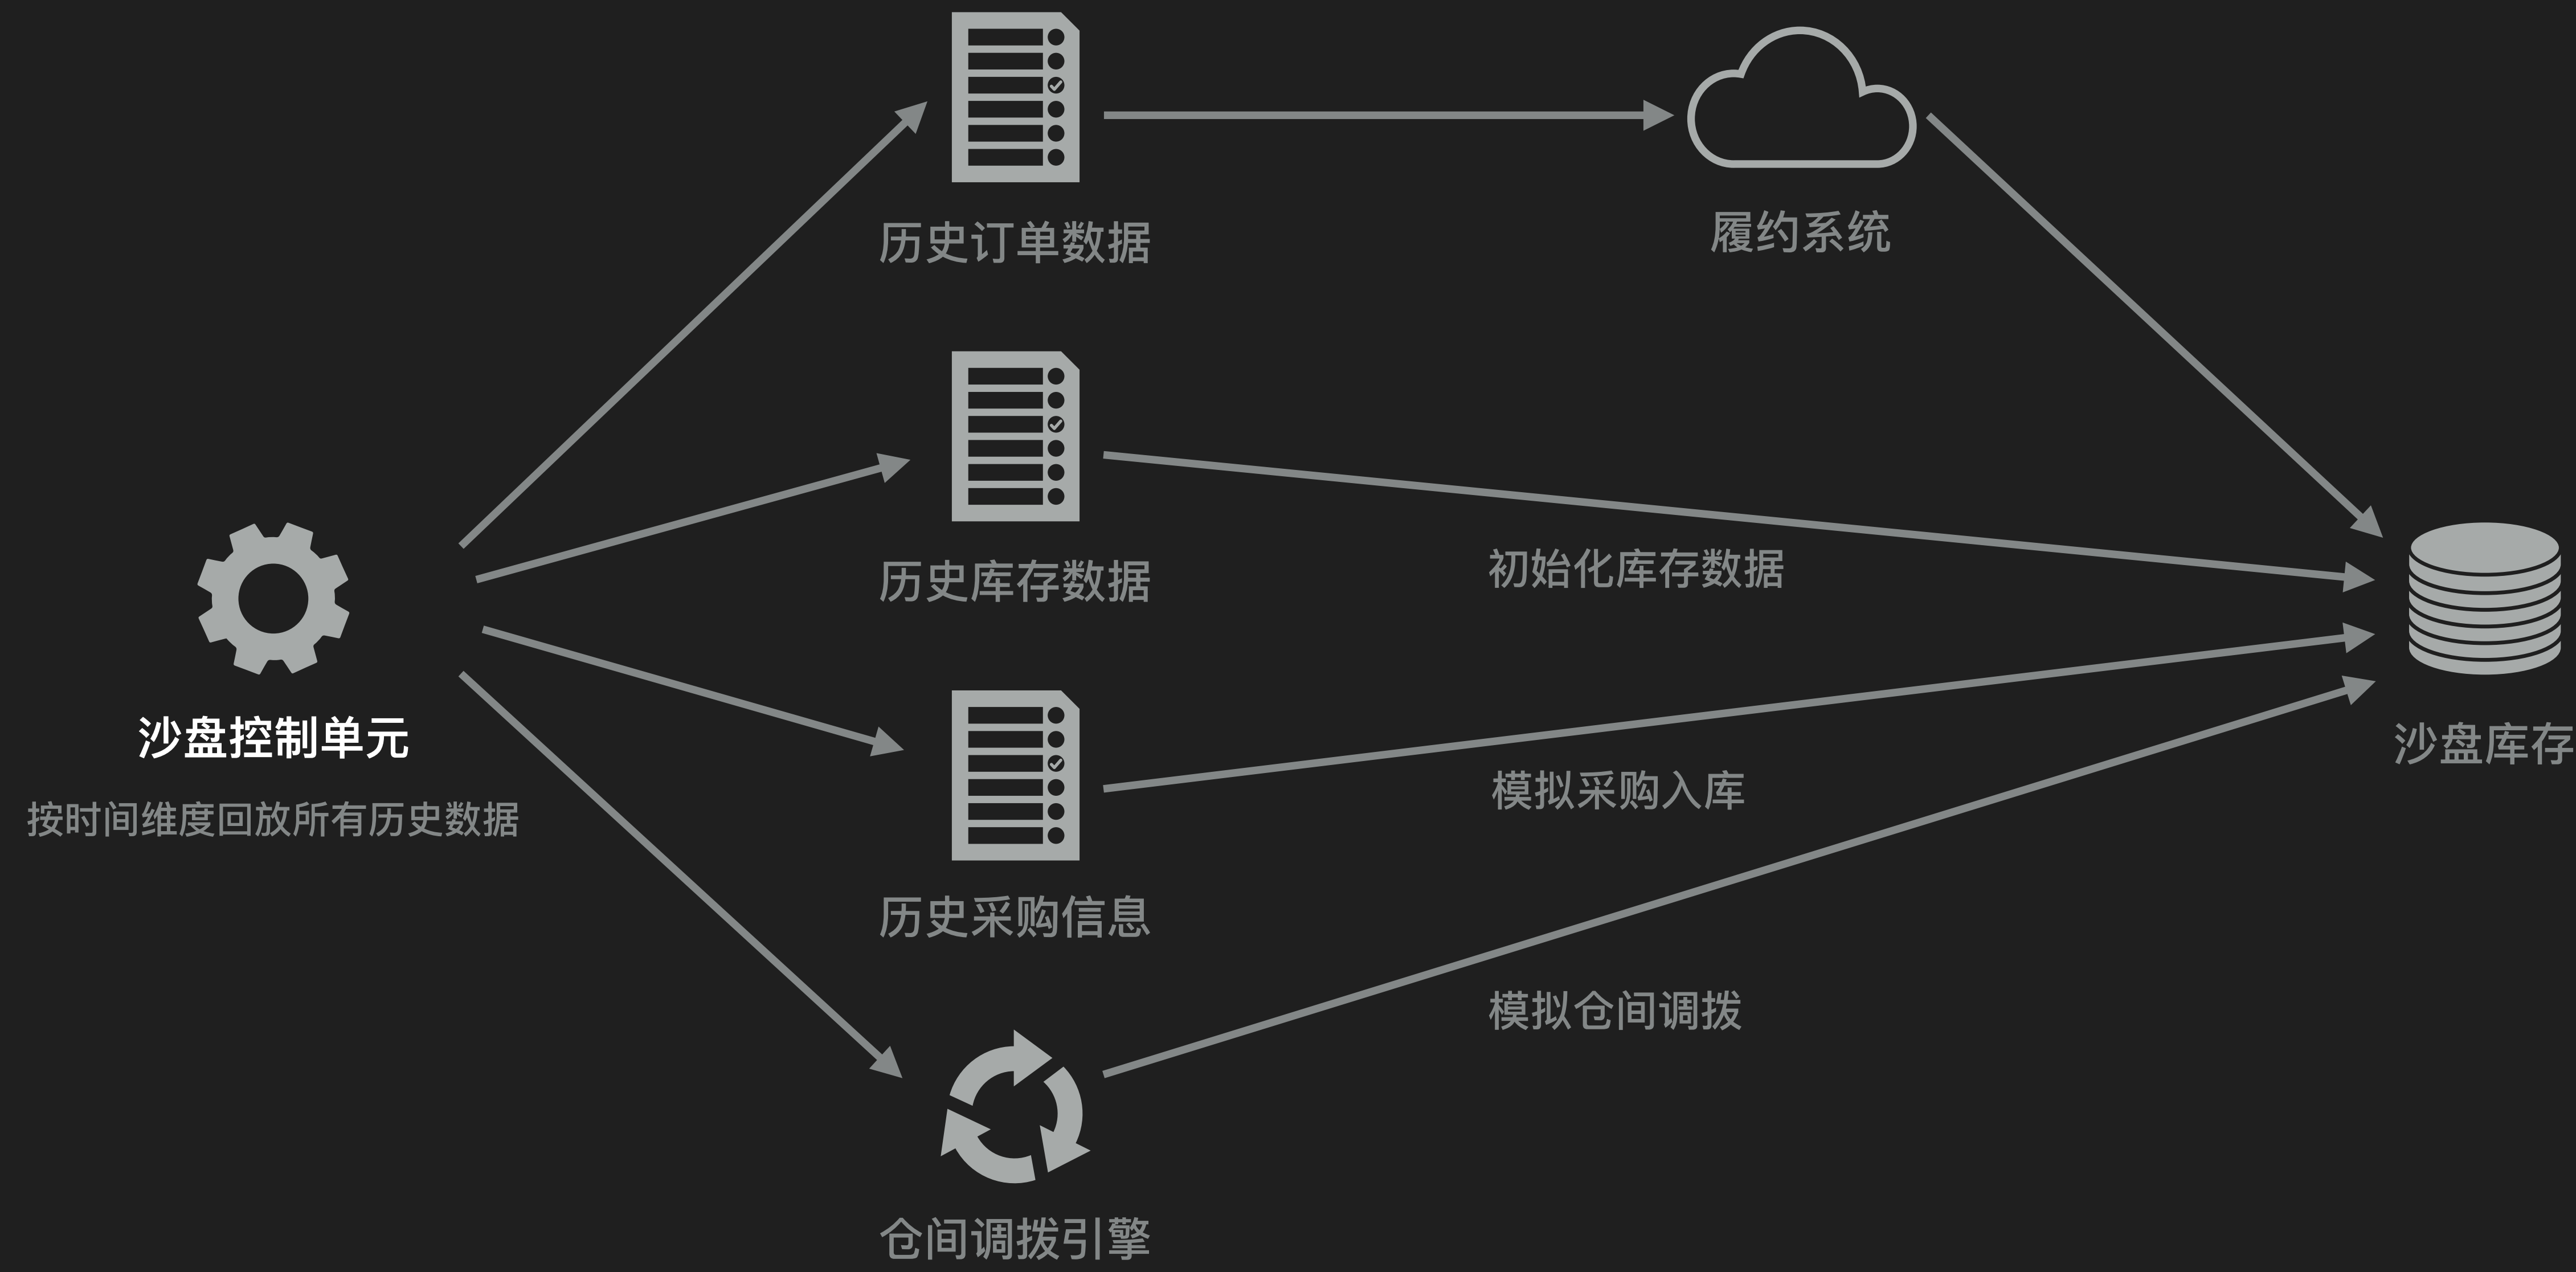 历史订单数据
履约系统
历史库存数据
初始化库存数据
沙盘控制单元
沙盘库存
按时间维度回放所有历史数据
模拟采购入库
历史采购信息
模拟仓间调拨
仓间调拨引擎